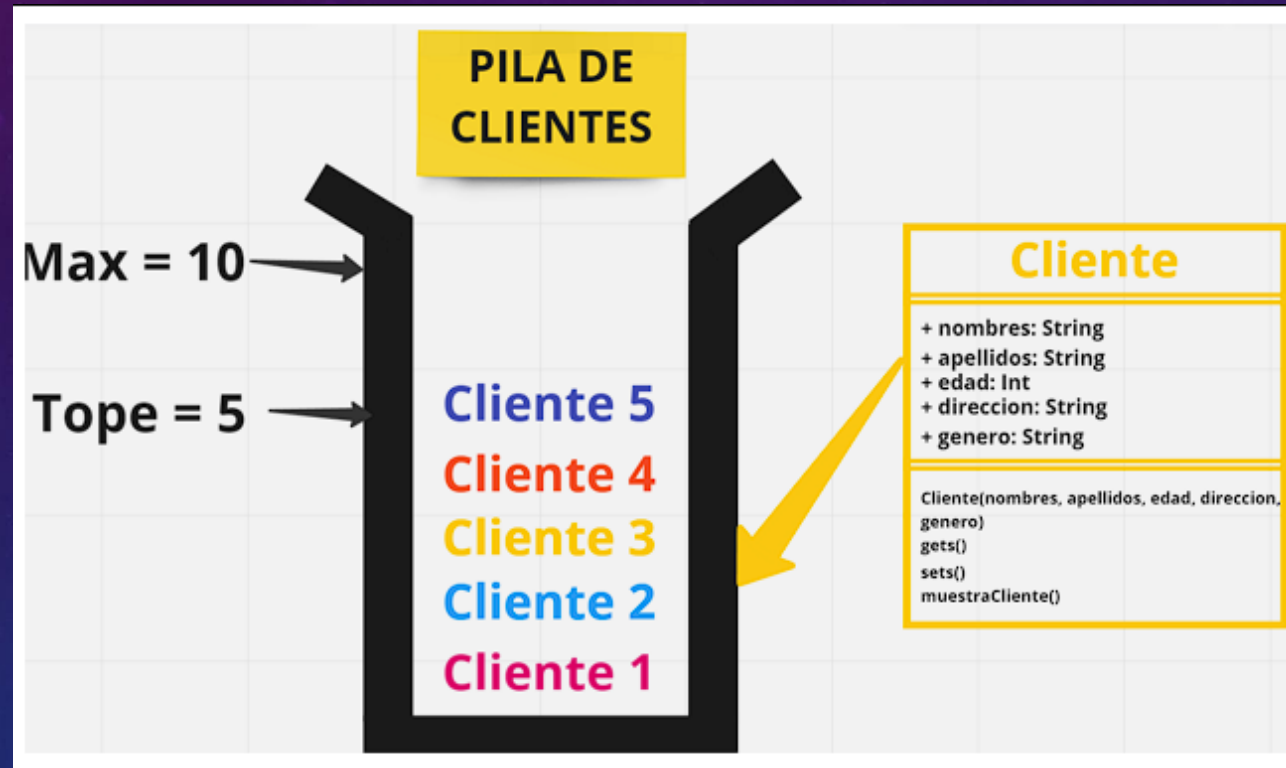 PILA DE
CLIENTES
Max = 10
Tope = 5
Cliente 5
Cliente 4
Cliente 3
Cliente 2
Cliente 1
Cliente
+ nombres: String
+ apellidos: String
+ edad: Int
+ direccion: String
+ genero: String
Cliente(nombres, apellidos, edad, direccion,
genero)
gets()
sets()
muestraCliente()